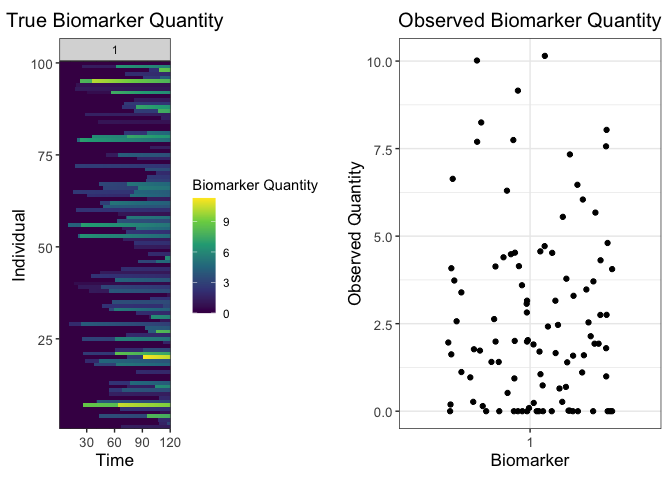 True Biomarker Quantity
1
100
75
50
25
Individual
30 60 90 120
Time
Biomarker Quantity
9
6
3
0
Observed Biomarker Quantity
10.0
7.5
5.0
2.5
0.0
Observed Quantity
1
Biomarker